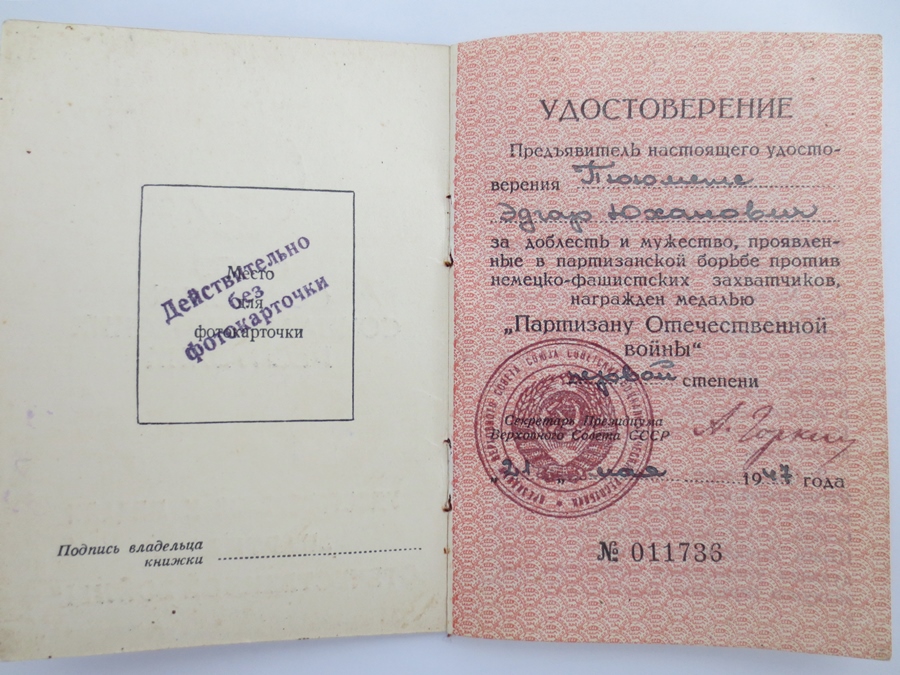 Место
для
фотокарточки
Действительно
без
фотокарточки
Подпись владельца
книжки
УДОСТОВЕРЕНИЕ
Предъявитель настоящего удосто-
верения
Эдгар Юханович
за доблесть и мужество, проявлен-
ные в партизанской борьбе против
немецко-фашистских захватчиков,
награжден медалью
„Партизану Отечественной
войны“
первой степени
Секретарь Президиума
Верховного Совета СССР
А. Горкин
„21“ мая 1947 года
№ 011736